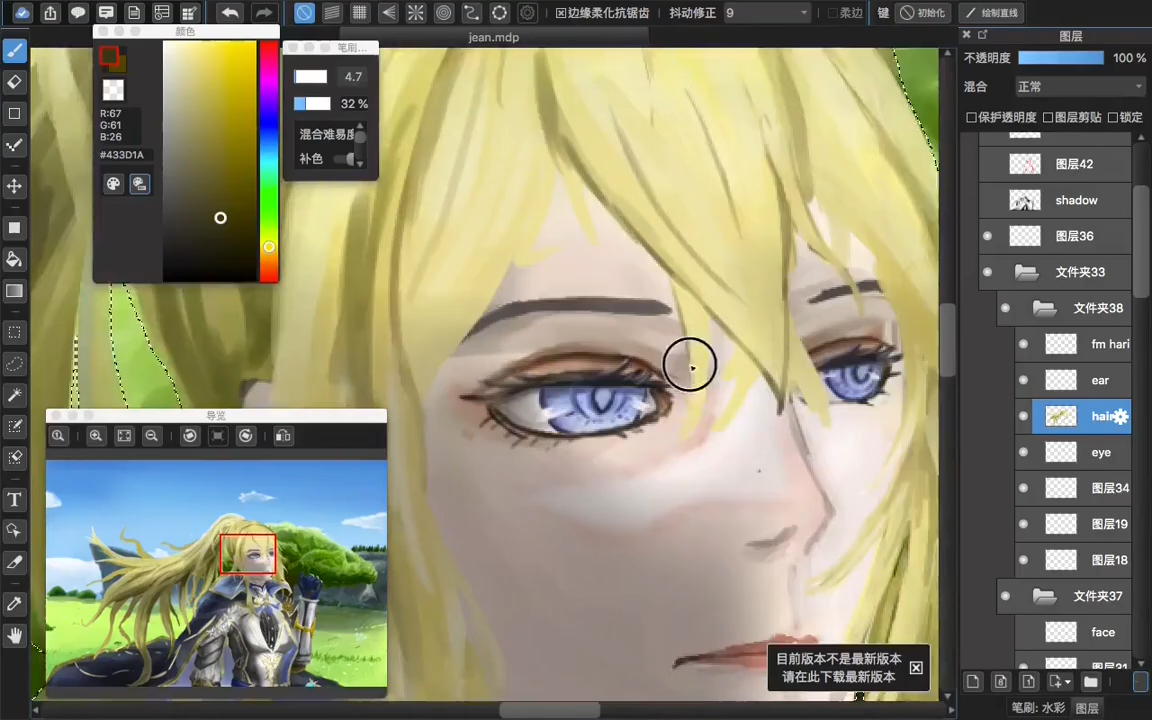 边缘柔化抗锯齿
抖动修正
9
柔边
键
初始化
绘制直线
颜色
jean.mdp
笔刷...
图层
4.7
32 %
混合难易度
补色
R:67
G:61
B:26
#433D1A
不透明度
100 %
混合
正常
保护透明度
图层剪贴
锁定
图层42
shadow
图层36
文件夹33
文件夹38
fm hari
ear
hair
eye
图层34
图层19
图层18
文件夹37
face
导览
T
目前版本不是最新版本
请在此下载最新版本
笔刷: 水彩
图层